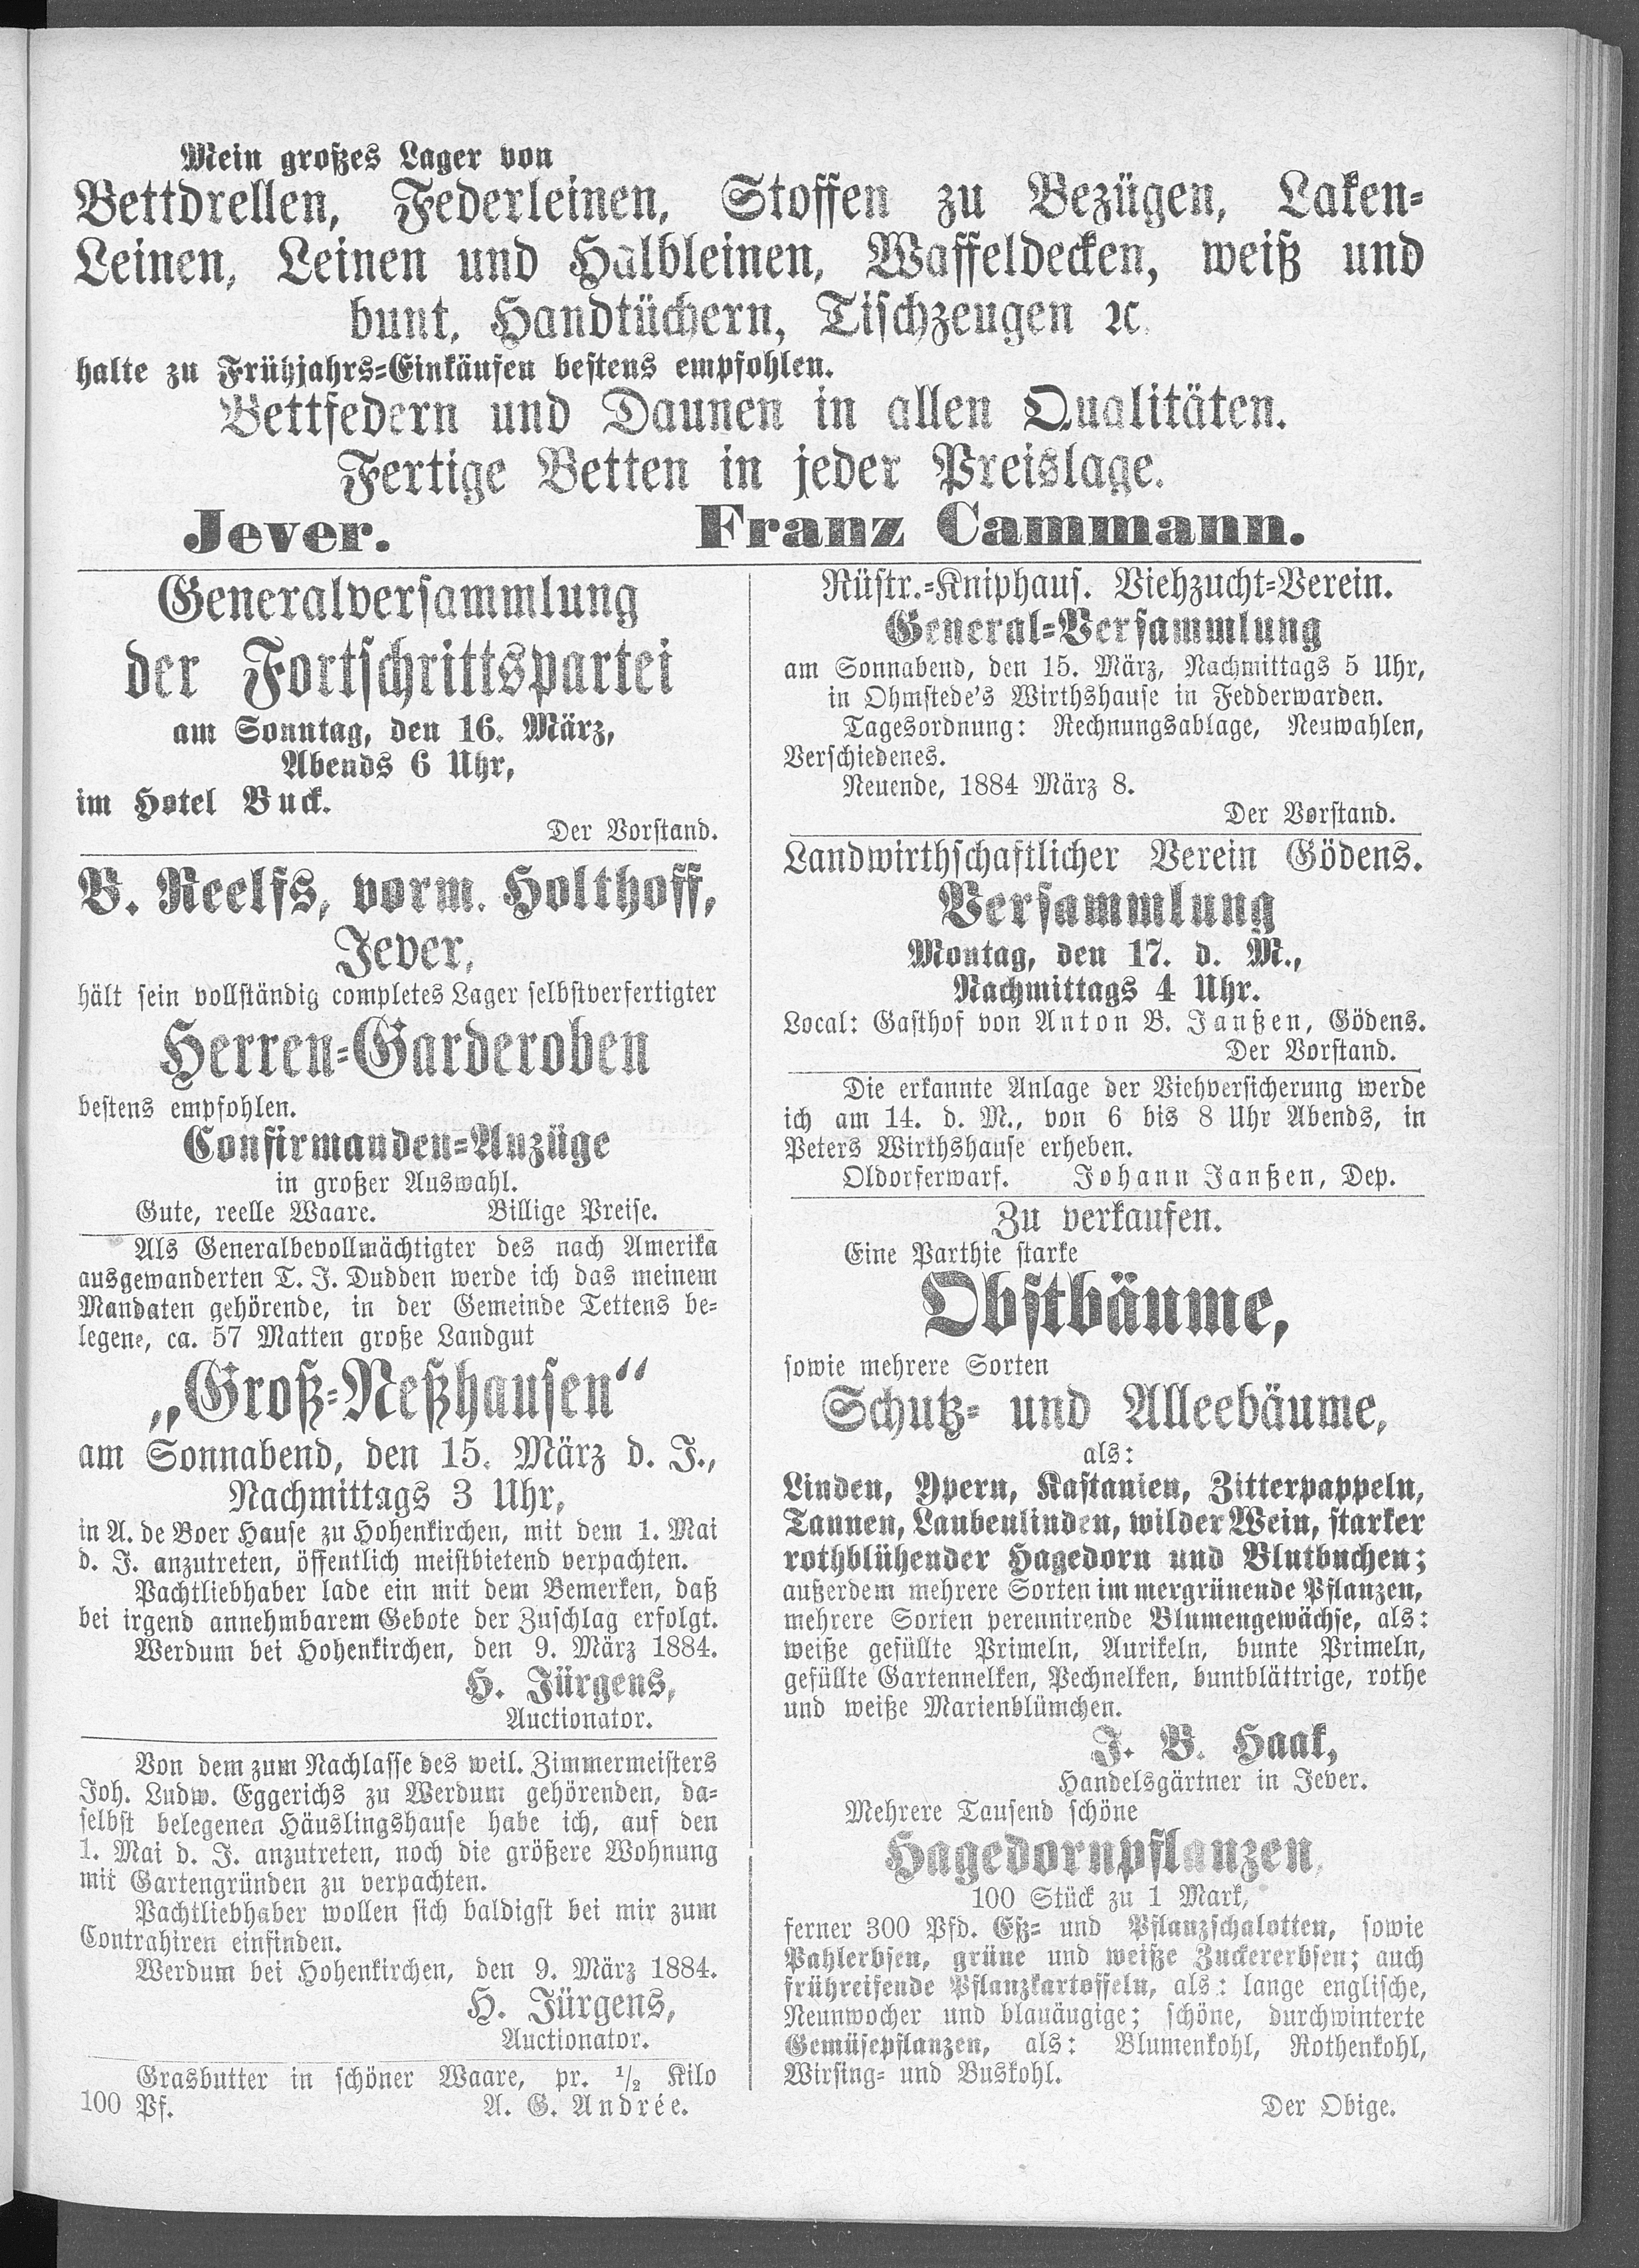 Mein großes Lager von
Bettdrellen, Federleinen, Stoffen zu Bezügen, Laken-
Leinen, Leinen und Halbleinen, Waffeldecken, weiß und
bunt, Handtüchern, Tischzeugen ꝛc.
halte zu Frühjahrs-Einkäufen bestens empfohlen.
Bettfedern und Daunen in allen Qualitäten.
Fertige Betten in jeder Preislage.
Jever. Franz Cammann.
Generalversammlung
der Fortschrittspartei
am Sonntag, den 16. März,
Abends 6 Uhr,
im Hotel Buck.
Der Vorstand.
B. Reelfs, vorm. Holthoff,
Jever,
hält sein vollständig completes Lager selbstverfertigter
Herren-Garderoben
bestens empfohlen.
Confirmanden-Anzüge
in großer Auswahl.
Gute, reelle Waare. Billige Preise.
Als Generalbevollmächtigter des nach Amerika
ausgewanderten T. J. Dudden werde ich das meinem
Mandaten gehörende, in der Gemeinde Tettens be-
legene, ca. 57 Matten große Landgut
„Groß-Neßhausen“
am Sonnabend, den 15. März d. J.,
Nachmittags 3 Uhr,
in A. de Boer Hause zu Hohenkirchen, mit dem 1. Mai
d. J. anzutreten, öffentlich meistbietend verpachten.
Pachtliebhaber lade ein mit dem Bemerken, daß
bei irgend annehmbarem Gebote der Zuschlag erfolgt.
Werdum bei Hohenkirchen, den 9. März 1884.
H. Jürgens,
Auctionator.
Von dem zum Nachlasse des weil. Zimmermeisters
Joh. Ludw. Eggerichs zu Werdum gehörenden, da-
selbst belegenen Häuslingshause habe ich, auf den
1. Mai d. J. anzutreten, noch die größere Wohnung
mit Gartengründen zu verpachten.
Pachtliebhaber wollen sich baldigst bei mir zum
Contrahiren einfinden.
Werdum bei Hohenkirchen, den 9. März 1884.
H. Jürgens,
Auctionator.
Grasbutter in schöner Waare, pr. 1/2 Kilo
100 Pf. A. G. Andrée.
Rüstr.-Kniphaus. Viehzucht-Verein.
General-Versammlung
am Sonnabend, den 15. März, Nachmittags 5 Uhr,
in Ohmstede's Wirthshause in Fedderwarden.
Tagesordnung: Rechnungsablage, Neuwahlen,
Verschiedenes.
Neuende, 1884 März 8.
Der Vorstand.
Landwirthschaftlicher Verein Gödens.
Versammlung
Montag, den 17. d. M.,
Nachmittags 4 Uhr.
Local: Gasthof von Anton B. Janßen, Gödens.
Der Vorstand.
Die erkannte Anlage der Viehversicherung werde
ich am 14. d. M., von 6 bis 8 Uhr Abends, in
Peters Wirthshause erheben.
Oldorferwarf. Johann Janßen, Dep.
Zu verkaufen.
Eine Parthie starke
Obstbäume,
sowie mehrere Sorten
Schutz- und Alleebäume,
als:
Linden, Ypern, Kastanien, Zitterpappeln,
Tannen, Laubenlinden, wilder Wein, starker
rothblühender Hagedorn und Blutbuchen;
außerdem mehrere Sorten immergrünende Pflanzen,
mehrere Sorten perennirende Blumengewächse, als:
weiße gefüllte Primeln, Aurikeln, bunte Primeln,
gefüllte Gartennelken, Pechnelken, buntblättrige, rothe
und weiße Marienblümchen.
J. B. Haak,
Handelsgärtner in Jever.
Mehrere Tausend schöne
Hagedornpflanzen,
100 Stück zu 1 Mark,
ferner 300 Pfd. Eß- und Pflanzschalotten, sowie
Pahlerbsen, grüne und weiße Zuckererbsen; auch
frühreifende Pflanzkartoffeln, als: lange englische,
Neunwocher und blauäugige; schöne, durchwinterte
Gemüsepflanzen, als: Blumenkohl, Rothenkohl,
Wirsing- und Buskohl.
Der Obige.